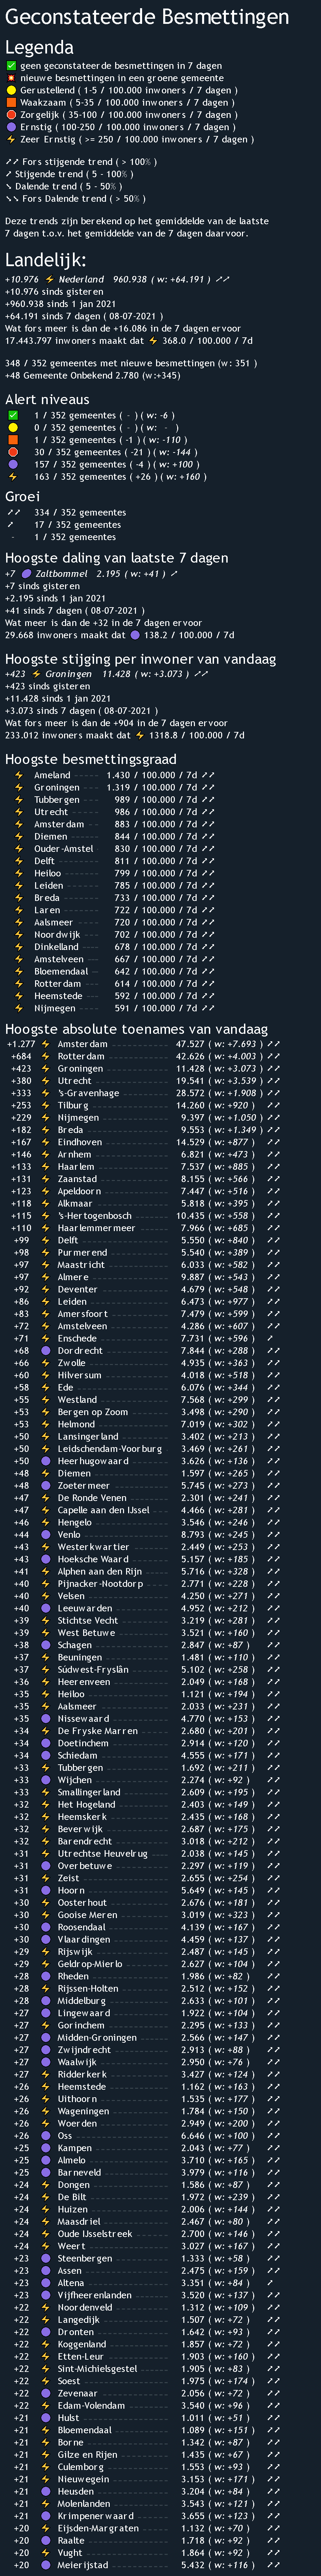 Geconstateerde Besmettingen
Legenda
geen geconstateerde besmettingen in 7 dagen
nieuwe besmettingen in een groene gemeente
Gerustellend ( 1-5 / 100.000 inwoners / 7 dagen )
Waakzaam ( 5-35 / 100.000 inwoners / 7 dagen )
Zorgelijk ( 35-100 / 100.000 inwoners / 7 dagen )
Ernstig ( 100-250 / 100.000 inwoners / 7 dagen )
Zeer Ernstig ( >= 250 / 100.000 inwoners / 7 dagen )
↗↗ Fors stijgende trend ( > 100% )
↗ Stijgende trend ( 5 - 100% )
↘ Dalende trend ( 5 - 50% )
↘↘ Fors Dalende trend ( > 50% )
Deze trends zijn berekend op het gemiddelde van de laatste
7 dagen t.o.v. het gemiddelde van de 7 dagen daarvoor.
Landelijk:
+10.976 ⚡ Nederland 960.938 ( w: +64.191 ) ↗↗
+10.976 sinds gisteren
+960.938 sinds 1 jan 2021
+64.191 sinds 7 dagen ( 08-07-2021 )
Wat fors meer is dan de +16.086 in de 7 dagen ervoor
17.443.797 inwoners maakt dat ⚡ 368.0 / 100.000 / 7d
348 / 352 gemeentes met nieuwe besmettingen (w: 351 )
+48 Gemeente Onbekend 2.780 (w:+345)
Alert niveaus
1 / 352 gemeentes ( - ) ( w: -6 )
0 / 352 gemeentes ( - ) ( w: - )
1 / 352 gemeentes ( -1 ) ( w: -110 )
30 / 352 gemeentes ( -21 ) ( w: -144 )
157 / 352 gemeentes ( -4 ) ( w: +100 )
163 / 352 gemeentes ( +26 ) ( w: +160 )
Groei
↗↗ 334 / 352 gemeentes
↗ 17 / 352 gemeentes
- 1 / 352 gemeentes
Hoogste daling van laatste 7 dagen
+7 Zaltbommel 2.195 ( w: +41 ) ↗
+7 sinds gisteren
+2.195 sinds 1 jan 2021
+41 sinds 7 dagen ( 08-07-2021 )
Wat meer is dan de +32 in de 7 dagen ervoor
29.668 inwoners maakt dat 138.2 / 100.000 / 7d
Hoogste stijging per inwoner van vandaag
+423 ⚡ Groningen 11.428 ( w: +3.073 ) ↗↗
+423 sinds gisteren
+11.428 sinds 1 jan 2021
+3.073 sinds 7 dagen ( 08-07-2021 )
Wat fors meer is dan de +904 in de 7 dagen ervoor
233.012 inwoners maakt dat ⚡ 1318.8 / 100.000 / 7d
Hoogste besmettingsgraad
⚡ Ameland ----- 1.430 / 100.000 / 7d ↗↗
⚡ Groningen --- 1.319 / 100.000 / 7d ↗↗
⚡ Tubbergen --- 989 / 100.000 / 7d ↗↗
⚡ Utrecht ----- 986 / 100.000 / 7d ↗↗
⚡ Amsterdam -- 883 / 100.000 / 7d ↗↗
⚡ Diemen ------ 844 / 100.000 / 7d ↗↗
⚡ Ouder-Amstel 830 / 100.000 / 7d ↗↗
⚡ Delft ------- 811 / 100.000 / 7d ↗↗
⚡ Heiloo ------ 799 / 100.000 / 7d ↗↗
⚡ Leiden ------ 785 / 100.000 / 7d ↗↗
⚡ Breda ------- 733 / 100.000 / 7d ↗↗
⚡ Laren ------- 722 / 100.000 / 7d ↗↗
⚡ Aalsmeer ---- 720 / 100.000 / 7d ↗↗
⚡ Noordwijk --- 702 / 100.000 / 7d ↗↗
⚡ Dinkelland ---- 678 / 100.000 / 7d ↗↗
⚡ Amstelveen --- 667 / 100.000 / 7d ↗↗
⚡ Bloemendaal -- 642 / 100.000 / 7d ↗↗
⚡ Rotterdam --- 614 / 100.000 / 7d ↗↗
⚡ Heemstede --- 592 / 100.000 / 7d ↗↗
⚡ Nijmegen ---- 591 / 100.000 / 7d ↗↗
Hoogste absolute toenames van vandaag
+1.277 ⚡ Amsterdam 47.527 ( w: +7.693 ) ↗↗
+684 ⚡ Rotterdam 42.626 ( w: +4.003 ) ↗↗
+423 ⚡ Groningen 11.428 ( w: +3.073 ) ↗↗
+380 ⚡ Utrecht 19.541 ( w: +3.539 ) ↗↗
+333 ⚡ 's-Gravenhage 28.572 ( w: +1.908 ) ↗↗
+253 ⚡ Tilburg 14.260 ( w: +920 ) ↗↗
+229 ⚡ Nijmegen 9.397 ( w: +1.050 ) ↗↗
+182 ⚡ Breda 9.553 ( w: +1.349 ) ↗↗
+167 ⚡ Eindhoven 14.529 ( w: +877 ) ↗↗
+146 ⚡ Arnhem 6.821 ( w: +473 ) ↗↗
+133 ⚡ Haarlem 7.537 ( w: +885 ) ↗↗
+131 ⚡ Zaanstad 8.155 ( w: +566 ) ↗↗
+123 ⚡ Apeldoorn 7.447 ( w: +516 ) ↗↗
+118 ⚡ Alkmaar 5.818 ( w: +395 ) ↗↗
+115 ⚡ 's-Hertogenbosch 10.435 ( w: +558 ) ↗↗
+110 ⚡ Haarlemmermeer 7.966 ( w: +685 ) ↗↗
+99 ⚡ Delft 5.550 ( w: +840 ) ↗↗
+98 ⚡ Purmerend 5.540 ( w: +389 ) ↗↗
+97 ⚡ Maastricht 6.033 ( w: +582 ) ↗↗
+97 ⚡ Almere 9.887 ( w: +543 ) ↗↗
+92 ⚡ Deventer 4.679 ( w: +548 ) ↗↗
+86 ⚡ Leiden 6.473 ( w: +977 ) ↗↗
+83 ⚡ Amersfoort 7.479 ( w: +599 ) ↗↗
+72 ⚡ Amstelveen 4.286 ( w: +607 ) ↗↗
+71 ⚡ Enschede 7.731 ( w: +596 ) ↗
+68 Dordrecht 7.844 ( w: +288 ) ↗↗
+66 ⚡ Zwolle 4.935 ( w: +363 ) ↗↗
+60 ⚡ Hilversum 4.018 ( w: +518 ) ↗↗
+58 ⚡ Ede 6.076 ( w: +344 ) ↗↗
+55 ⚡ Westland 7.568 ( w: +299 ) ↗↗
+53 ⚡ Bergen op Zoom 3.498 ( w: +290 ) ↗↗
+53 ⚡ Helmond 7.019 ( w: +302 ) ↗↗
+50 ⚡ Lansingerland 3.402 ( w: +213 ) ↗↗
+50 ⚡ Leidschendam-Voorburg 3.469 ( w: +261 ) ↗↗
+50 Heerhugowaard 3.626 ( w: +136 ) ↗↗
+48 ⚡ Diemen 1.597 ( w: +265 ) ↗↗
+48 Zoetermeer 5.745 ( w: +273 ) ↗↗
+47 ⚡ De Ronde Venen 2.301 ( w: +241 ) ↗↗
+47 ⚡ Capelle aan den IJssel 4.466 ( w: +281 ) ↗↗
+46 ⚡ Hengelo 3.546 ( w: +246 ) ↗↗
+44 Venlo 8.793 ( w: +245 ) ↗↗
+43 ⚡ Westerkwartier 2.449 ( w: +253 ) ↗↗
+43 Hoeksche Waard 5.157 ( w: +185 ) ↗↗
+41 ⚡ Alphen aan den Rijn 5.716 ( w: +328 ) ↗↗
+40 ⚡ Pijnacker-Nootdorp 2.771 ( w: +228 ) ↗↗
+40 ⚡ Velsen 4.250 ( w: +271 ) ↗↗
+40 Leeuwarden 4.952 ( w: +212 ) ↗↗
+39 ⚡ Stichtse Vecht 3.219 ( w: +281 ) ↗↗
+39 ⚡ West Betuwe 3.521 ( w: +160 ) ↗↗
+38 Schagen 2.847 ( w: +87 ) ↗↗
+37 ⚡ Beuningen 1.481 ( w: +110 ) ↗↗
+37 ⚡ Súdwest-Fryslân 5.102 ( w: +258 ) ↗↗
+36 ⚡ Heerenveen 2.049 ( w: +168 ) ↗↗
+35 ⚡ Heiloo 1.121 ( w: +194 ) ↗↗
+35 ⚡ Aalsmeer 2.033 ( w: +231 ) ↗↗
+35 Nissewaard 4.770 ( w: +153 ) ↗↗
+34 ⚡ De Fryske Marren 2.680 ( w: +201 ) ↗↗
+34 Doetinchem 2.914 ( w: +120 ) ↗↗
+34 Schiedam 4.555 ( w: +171 ) ↗↗
+33 ⚡ Tubbergen 1.692 ( w: +211 ) ↗↗
+33 Wijchen 2.274 ( w: +92 ) ↗↗
+33 ⚡ Smallingerland 2.609 ( w: +195 ) ↗↗
+32 ⚡ Het Hogeland 2.403 ( w: +149 ) ↗↗
+32 ⚡ Heemskerk 2.435 ( w: +168 ) ↗↗
+32 ⚡ Beverwijk 2.687 ( w: +175 ) ↗↗
+32 ⚡ Barendrecht 3.018 ( w: +212 ) ↗↗
+31 ⚡ Utrechtse Heuvelrug 2.038 ( w: +145 ) ↗↗
+31 Overbetuwe 2.297 ( w: +119 ) ↗↗
+31 ⚡ Zeist 2.655 ( w: +254 ) ↗↗
+31 Hoorn 5.649 ( w: +145 ) ↗↗
+30 ⚡ Oosterhout 2.676 ( w: +181 ) ↗↗
+30 ⚡ Gooise Meren 3.019 ( w: +323 ) ↗↗
+30 Roosendaal 4.139 ( w: +167 ) ↗↗
+30 Vlaardingen 4.459 ( w: +137 ) ↗↗
+29 ⚡ Rijswijk 2.487 ( w: +145 ) ↗↗
+29 ⚡ Geldrop-Mierlo 2.627 ( w: +104 ) ↗↗
+28 Rheden 1.986 ( w: +82 ) ↗↗
+28 ⚡ Rijssen-Holten 2.512 ( w: +152 ) ↗↗
+28 Middelburg 2.633 ( w: +101 ) ↗↗
+27 Lingewaard 1.922 ( w: +104 ) ↗↗
+27 ⚡ Gorinchem 2.295 ( w: +133 ) ↗↗
+27 Midden-Groningen 2.566 ( w: +147 ) ↗↗
+27 Zwijndrecht 2.913 ( w: +88 ) ↗↗
+27 Waalwijk 2.950 ( w: +76 ) ↗↗
+27 ⚡ Ridderkerk 3.427 ( w: +124 ) ↗↗
+26 ⚡ Heemstede 1.162 ( w: +163 ) ↗↗
+26 ⚡ Uithoorn 1.535 ( w: +177 ) ↗↗
+26 ⚡ Wageningen 1.784 ( w: +150 ) ↗↗
+26 ⚡ Woerden 2.949 ( w: +200 ) ↗↗
+26 Oss 6.646 ( w: +100 ) ↗↗
+25 Kampen 2.043 ( w: +77 ) ↗↗
+25 Almelo 3.710 ( w: +165 ) ↗↗
+25 Barneveld 3.979 ( w: +116 ) ↗↗
+24 ⚡ Dongen 1.586 ( w: +87 ) ↗↗
+24 ⚡ De Bilt 1.972 ( w: +239 ) ↗↗
+24 ⚡ Huizen 2.006 ( w: +144 ) ↗↗
+24 ⚡ Maasdriel 2.467 ( w: +80 ) ↗↗
+24 ⚡ Oude IJsselstreek 2.700 ( w: +146 ) ↗↗
+24 ⚡ Weert 3.027 ( w: +167 ) ↗↗
+23 Steenbergen 1.333 ( w: +58 ) ↗↗
+23 Assen 2.475 ( w: +159 ) ↗↗
+23 Altena 3.351 ( w: +84 ) ↗
+23 Vijfheerenlanden 3.520 ( w: +137 ) ↗↗
+22 ⚡ Noordenveld 1.312 ( w: +109 ) ↗↗
+22 ⚡ Langedijk 1.507 ( w: +72 ) ↗↗
+22 Dronten 1.642 ( w: +93 ) ↗↗
+22 ⚡ Koggenland 1.857 ( w: +72 ) ↗↗
+22 ⚡ Etten-Leur 1.903 ( w: +160 ) ↗↗
+22 ⚡ Sint-Michielsgestel 1.905 ( w: +83 ) ↗↗
+22 ⚡ Soest 1.975 ( w: +174 ) ↗↗
+22 Zevenaar 2.056 ( w: +72 ) ↗↗
+22 ⚡ Edam-Volendam 3.540 ( w: +96 ) ↗↗
+21 Hulst 1.011 ( w: +51 ) ↗↗
+21 ⚡ Bloemendaal 1.089 ( w: +151 ) ↗↗
+21 ⚡ Borne 1.342 ( w: +87 ) ↗↗
+21 ⚡ Gilze en Rijen 1.435 ( w: +67 ) ↗↗
+21 ⚡ Culemborg 1.553 ( w: +93 ) ↗↗
+21 ⚡ Nieuwegein 3.153 ( w: +171 ) ↗↗
+21 Heusden 3.204 ( w: +84 ) ↗↗
+21 ⚡ Molenlanden 3.543 ( w: +121 ) ↗↗
+21 Krimpenerwaard 3.655 ( w: +123 ) ↗↗
+20 ⚡ Eijsden-Margraten 1.132 ( w: +70 ) ↗↗
+20 Raalte 1.718 ( w: +92 ) ↗↗
+20 ⚡ Vught 1.864 ( w: +92 ) ↗↗
+20 Meierijstad 5.432 ( w: +116 ) ↗↗